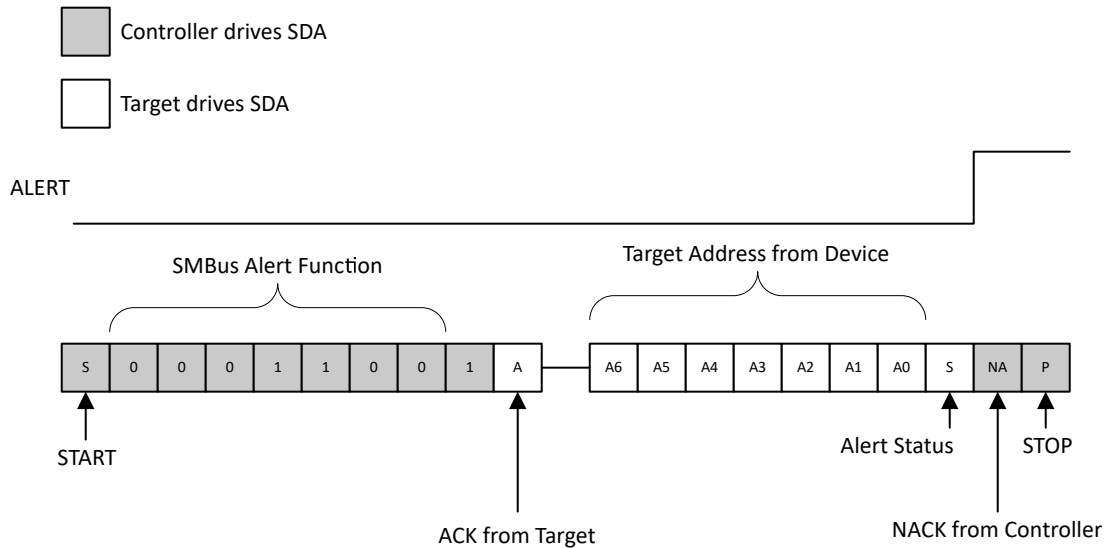 Controller drives SDA
Target drives SDA
ALERT
SMBus Alert Function
Target Address from Device
S 0 0 0 1 1 0 0 1 A A6 A5 A4 A3 A2 A1 A0 S NA P
START
Alert Status
STOP
ACK from Target
NACK from Controller